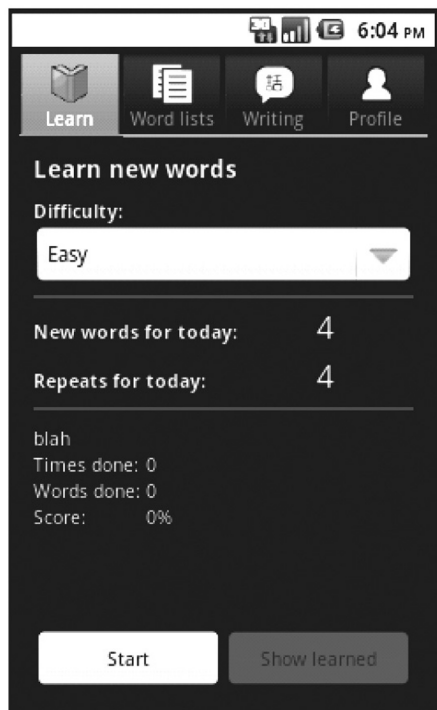 3G 6:04 PM
Learn Word lists Writing Profile
Learn new words
Difficulty:
Easy
New words for today: 4
Repeats for today: 4
blah
Times done: 0
Words done: 0
Score: 0%
Start Show learned